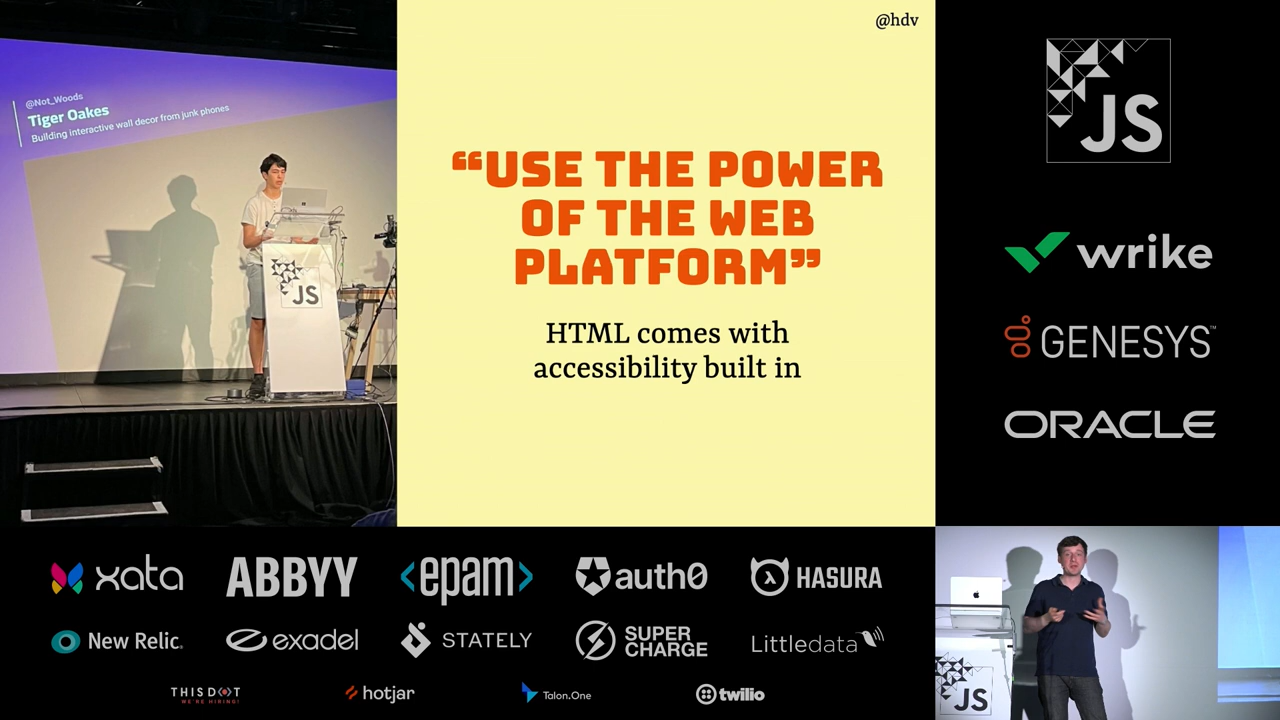 @Not_Woods
Tiger Oakes
Building interactive wall decor from junk phones
JS
@hdv
“USE THE POWER
OF THE WEB
PLATFORM”
HTML comes with
accessibility built in
JS
wrike
GENESYS™
ORACLE
xata
ABBYY
<epam>
auth0
HASURA
New Relic.
exadel
STATELY
SUPER
CHARGE
Littledata
THIS DOT
WE'RE HIRING!
hotjar
Talon.One
twilio
JS